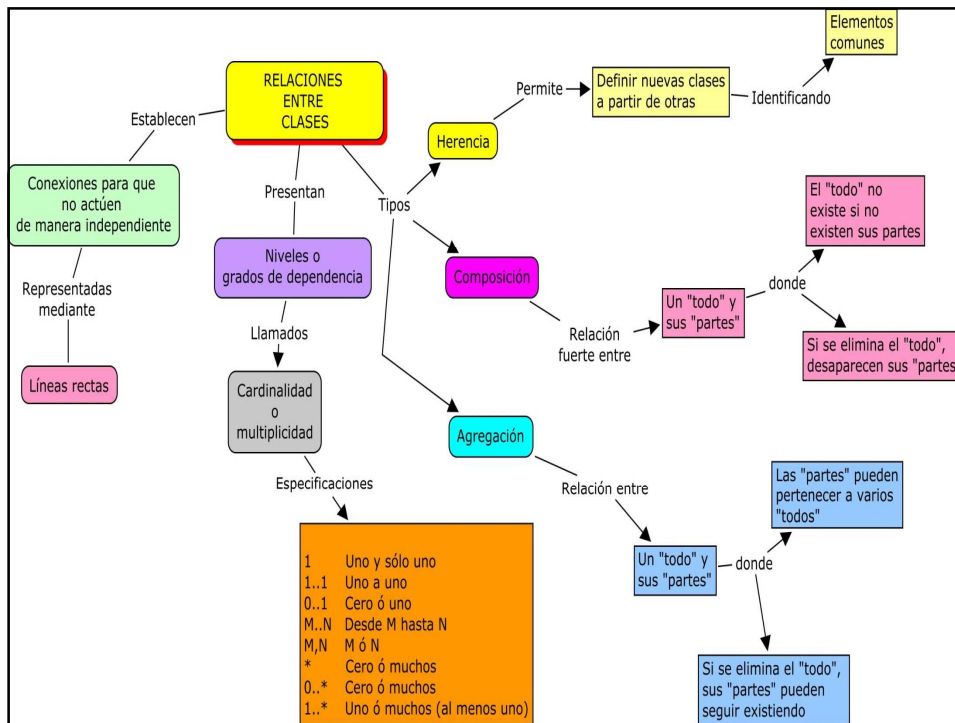 RELACIONES
ENTRE
CLASES
Establecen
Conexiones para que
no actúen
de manera independiente
Representadas
mediante
Líneas rectas
Presentan
Niveles o
grados de dependencia
Llamados
Cardinalidad
o
multiplicidad
Especificaciones
1 Uno y sólo uno
1..1 Uno a uno
0..1 Cero ó uno
M..N Desde M hasta N
M,N M ó N
* Cero ó muchos
0..* Cero ó muchos
1..* Uno ó muchos (al menos uno)
Tipos
Herencia
Permite
Definir nuevas clases
a partir de otras
Identificando
Elementos
comunes
Composición
Relación
fuerte entre
Un "todo" y
sus "partes"
donde
El "todo" no
existe si no
existen sus partes
Si se elimina el "todo",
desaparecen sus "partes
Agregación
Relación entre
Un "todo" y
sus "partes"
donde
Las "partes" pueden
pertenecer a varios
"todos"
Si se elimina el "todo",
sus "partes" pueden
seguir existiendo